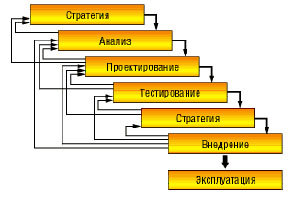 Стратегия
Анализ
Проектирование
Тестирование
Стратегия
Внедрение
Эксплуатация